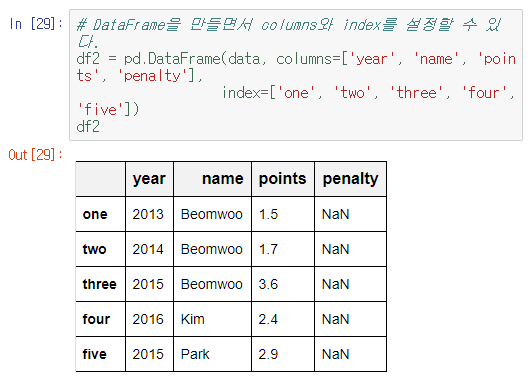 In [29]: # DataFrame을 만들면서 columns와 index를 설정할 수 있
다.
df2 = pd.DataFrame(data, columns=['year', 'name', 'poin
ts', 'penalty'],
index=['one', 'two', 'three', 'four',
'five'])
df2
Out[29]:
year name points penalty
one 2013 Beomwoo 1.5 NaN
two 2014 Beomwoo 1.7 NaN
three 2015 Beomwoo 3.6 NaN
four 2016 Kim 2.4 NaN
five 2015 Park 2.9 NaN